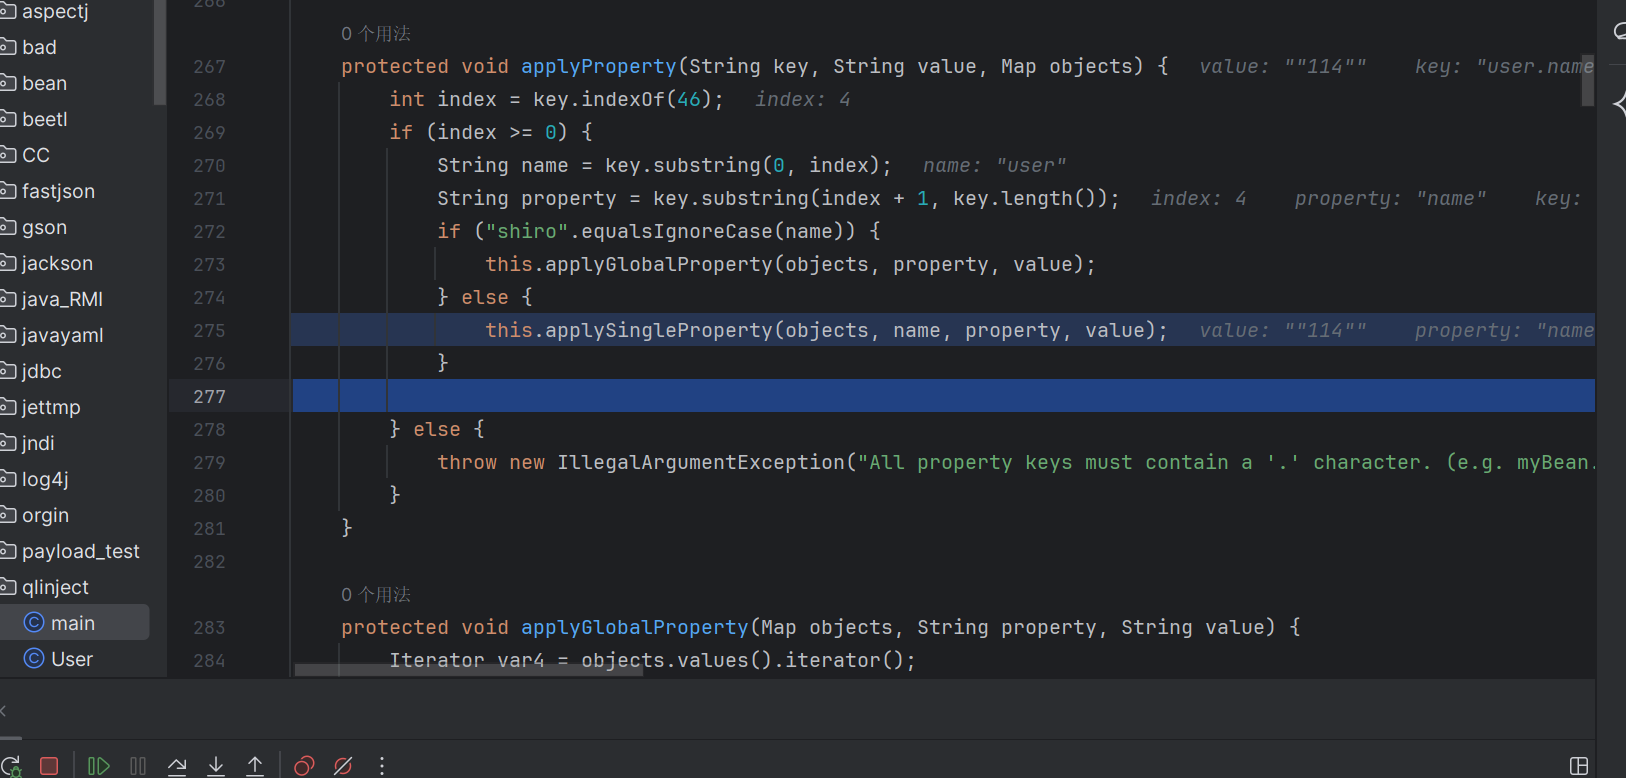 aspectj
bad
bean
beetl
CC
fastjson
gson
jackson
java_RMI
javayaml
jdbc
jettmp
jndi
log4j
orgin
payload_test
qlinject
main
User
0 个用法
267 protected void applyProperty(String key, String value, Map objects) { value: ""114"" key: "user.name
268 int index = key.indexOf(46); index: 4
269 if (index >= 0) {
270 String name = key.substring(0, index); name: "user"
271 String property = key.substring(index + 1, key.length()); index: 4 property: "name" key:
272 if ("shiro".equalsIgnoreCase(name)) {
273 this.applyGlobalProperty(objects, property, value);
274 } else {
275 this.applySingleProperty(objects, name, property, value); value: ""114"" property: "name
276 }
277
278 } else {
279 throw new IllegalArgumentException("All property keys must contain a '.' character. (e.g. myBean.
280 }
281 }
282
0 个用法
283 protected void applyGlobalProperty(Map objects, String property, String value) {
284 Iterator var4 = objects.values().iterator();